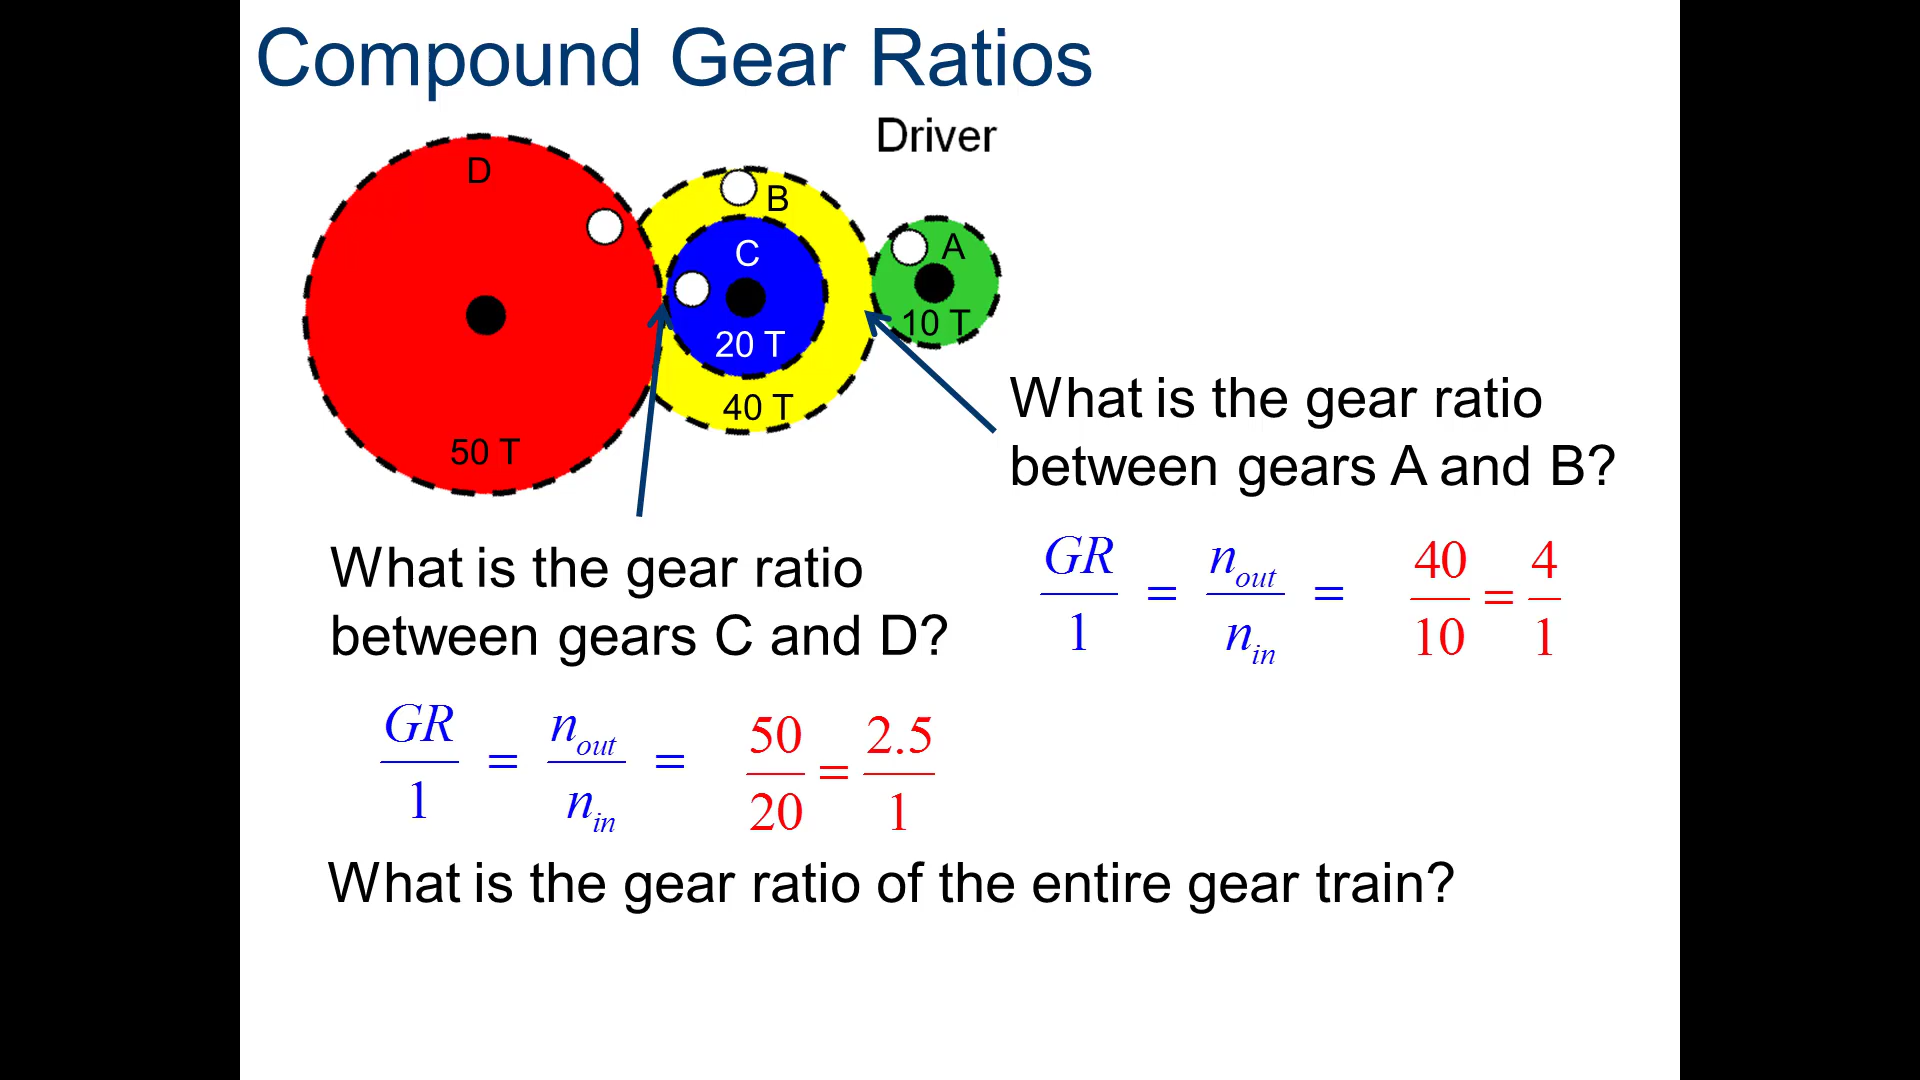 Compound Gear Ratios
Driver
D
B
C
A
10 T
20 T
40 T
50 T
What is the gear ratio
between gears A and B?
GR/1 = n_out/n_in = 40/10 = 4/1
What is the gear ratio
between gears C and D?
GR/1 = n_out/n_in = 50/20 = 2.5/1
What is the gear ratio of the entire gear train?